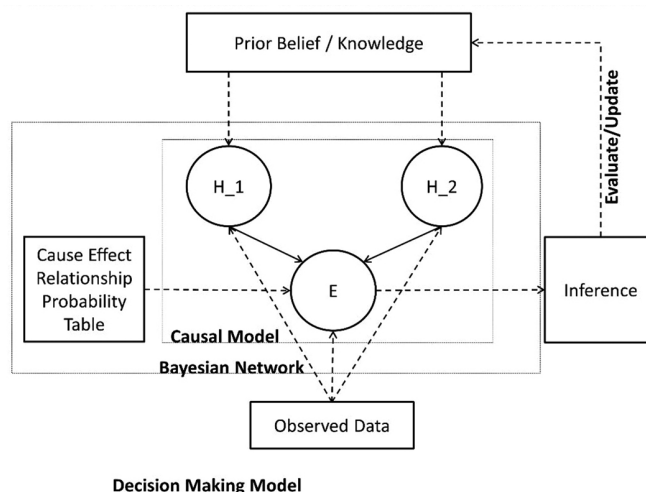 Prior Belief / Knowledge
Evaluate/Update
H_1
H_2
Cause Effect
Relationship
Probability
Table
E
Inference
Causal Model
Bayesian Network
Observed Data
Decision Making Model